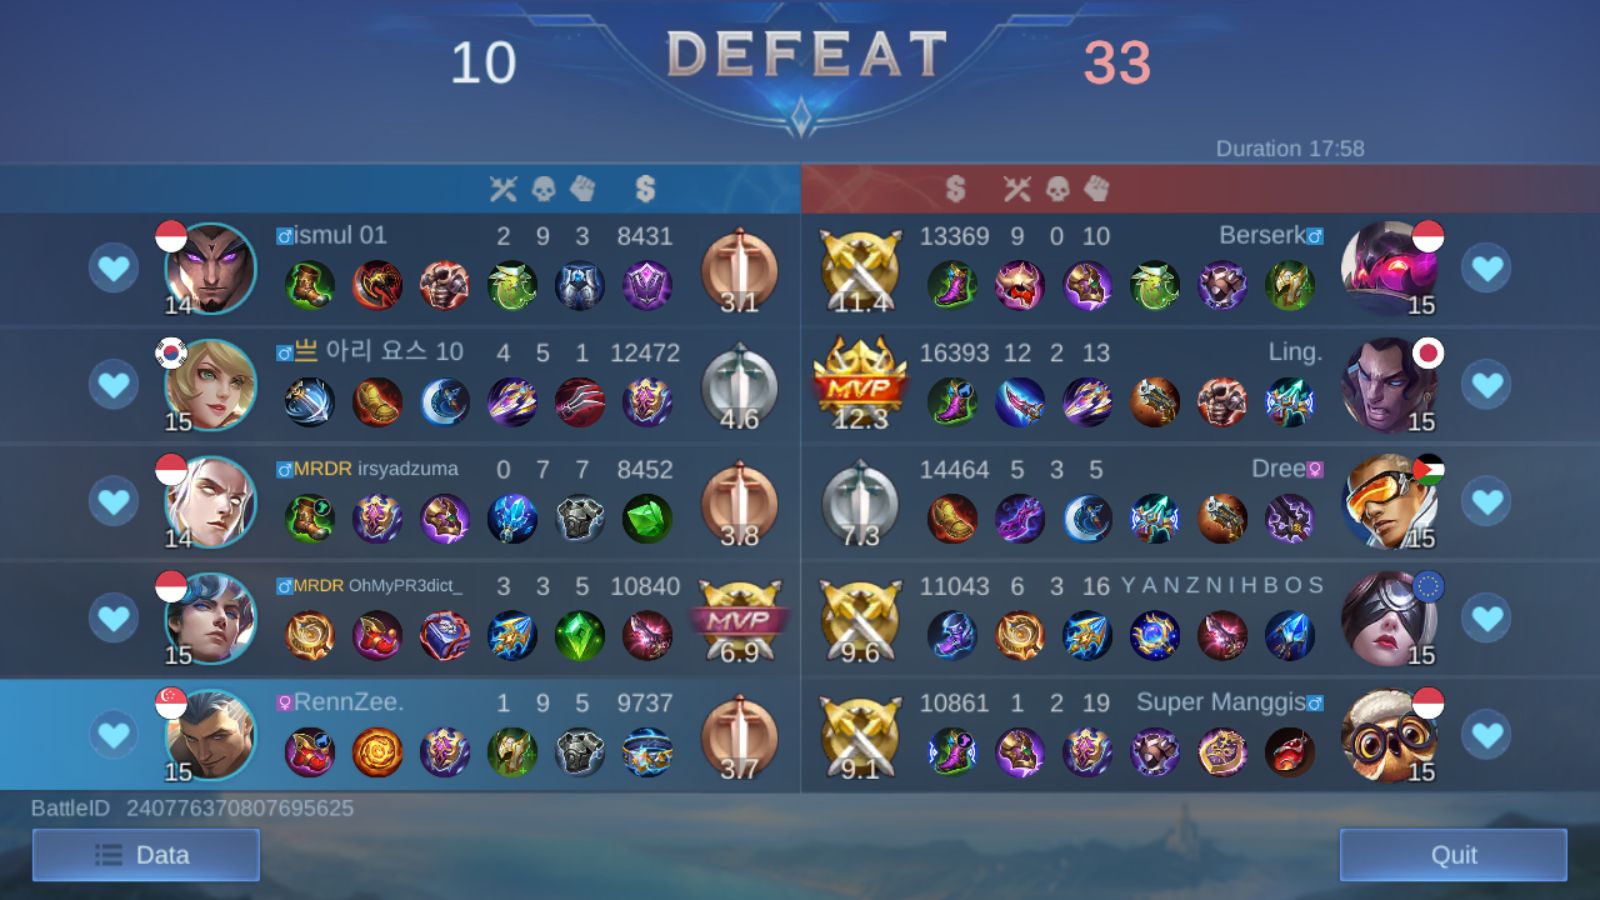 10 DEFEAT 33
Duration 17:58
ismul 01 2 9 3 8431
14 3.1
13369 9 0 10 Berserk
11.4 15
쁘 아리 요스 10 4 5 1 12472
15 4.6
16393 12 2 13 Ling.
MVP
12.3 15
MRDR irsyadzuma 0 7 7 8452
14 3.8
14464 5 3 5 Dree
7.3 15
MRDR OhMyPR3dict_ 3 3 5 10840
MVP
15 6.9
11043 6 3 16 Y A N Z N I H B O S
9.6 15
RennZee. 1 9 5 9737
15 3.7
10861 1 2 19 Super Manggis
9.1 15
BattleID 240776370807695625
Data
Quit